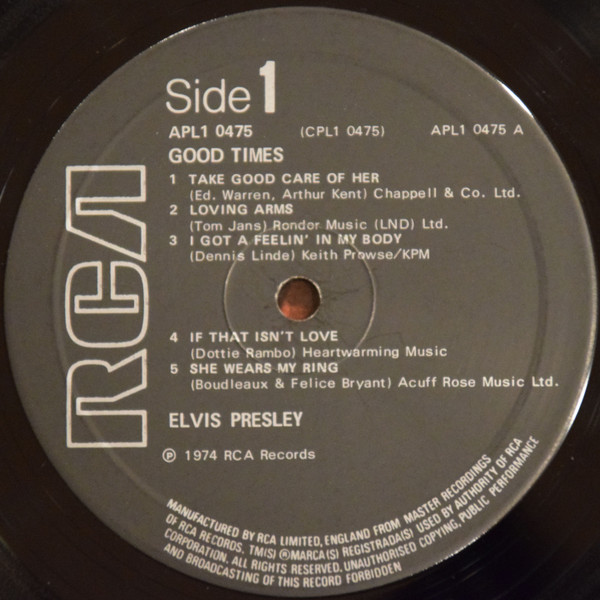 Side 1
APL1 0475 (CPL1 0475) APL1 0475 A
GOOD TIMES
1 TAKE GOOD CARE OF HER
(Ed. Warren, Arthur Kent) Chappell & Co. Ltd.
2 LOVING ARMS
(Tom Jans) Rondor Music (LND) Ltd.
3 I GOT A FEELIN' IN MY BODY
(Dennis Linde) Keith Prowse/KPM
RCA
4 IF THAT ISN'T LOVE
(Dottie Rambo) Heartwarming Music
5 SHE WEARS MY RING
(Boudleaux & Felice Bryant) Acuff Rose Music Ltd.
ELVIS PRESLEY
℗ 1974 RCA Records
MANUFACTURED BY RCA LIMITED, ENGLAND FROM MASTER RECORDINGS
OF RCA RECORDS. TM(S) ® MARCA(S) REGISTRADA(S) USED BY AUTHORITY OF RCA
CORPORATION. ALL RIGHTS RESERVED. UNAUTHORISED COPYING, PUBLIC PERFORMANCE
AND BROADCASTING OF THIS RECORD FORBIDDEN